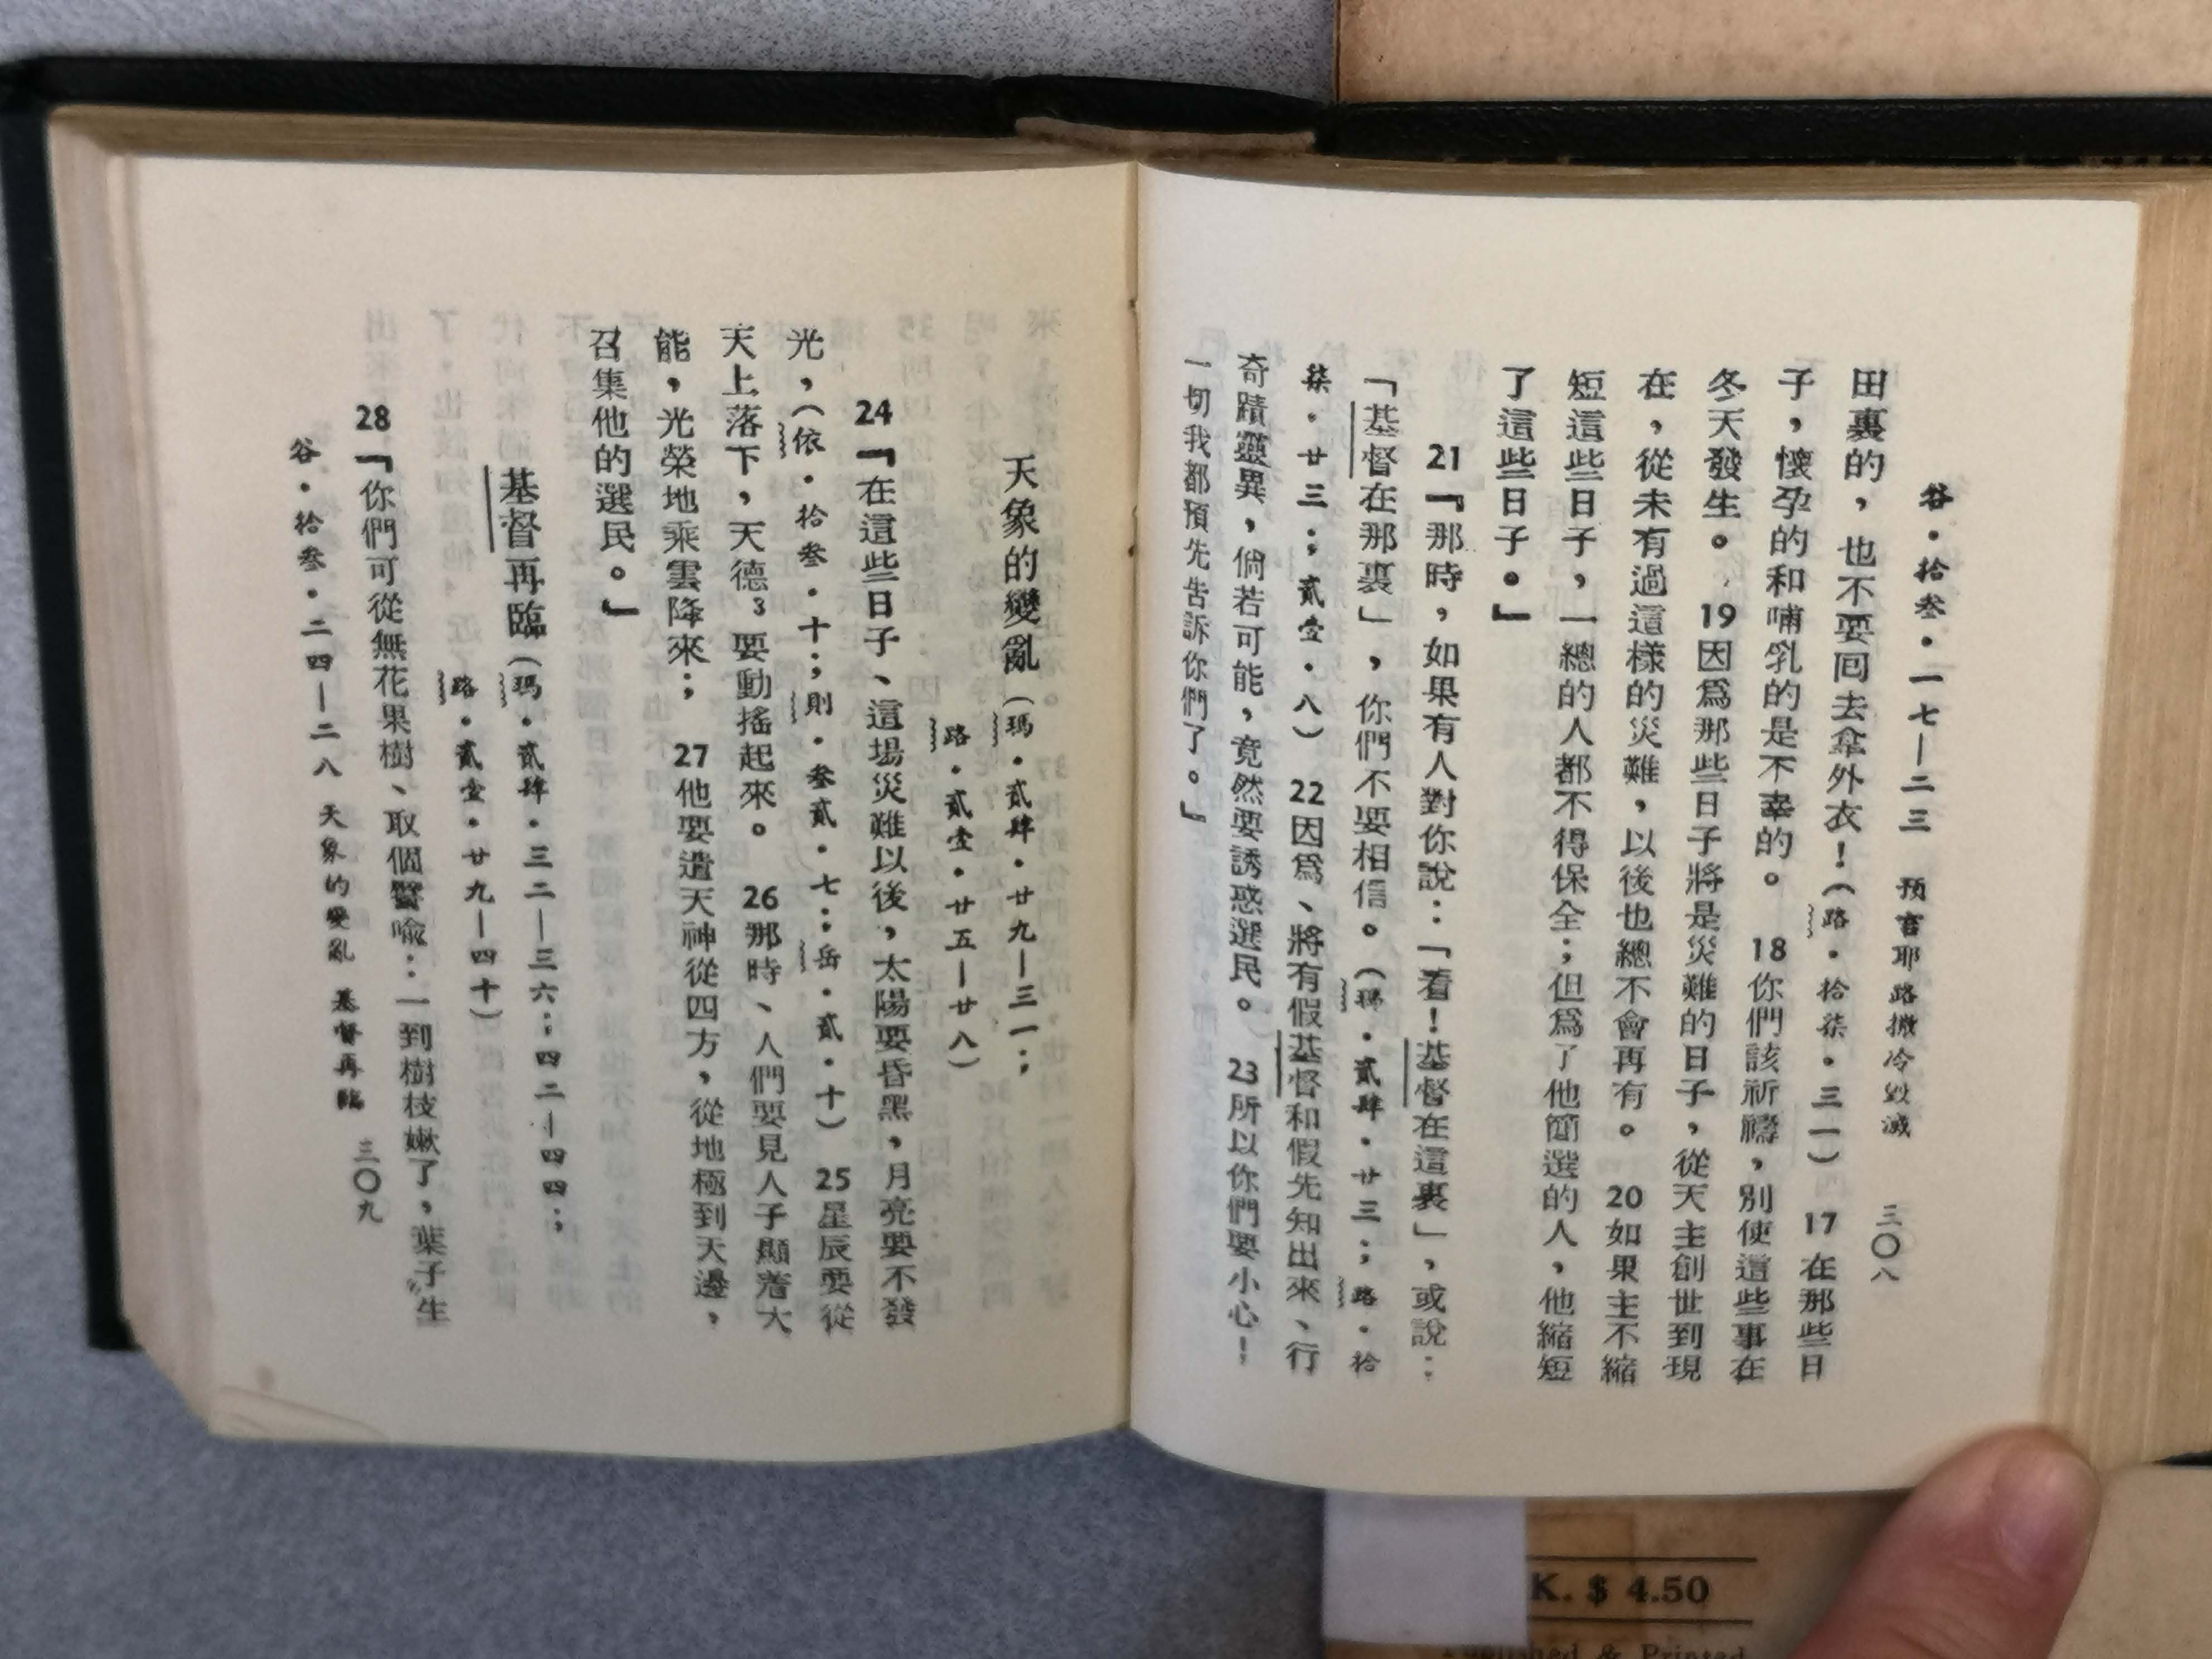 谷・拾叁・一七—二三 預言耶路撒冷毀滅 三〇八
田裏的，也不要回去拿外衣！（路・拾柒・三一） 17在那些日
子，懷孕的和哺乳的是不幸的。 18你們該祈禱，別使這些事在
冬天發生。 19因爲那些日子將是災難的日子，從天主創世到現
在，從未有過這樣的災難，以後也總不會再有。 20如果主不縮
短這些日子，一總的人都不得保全；但爲了他簡選的人，他縮短
了這些日子。』
21『那時，如果有人對你說：「看！基督在這裏」，或說：
「基督在那裏」，你們不要相信。（瑪・貳肆・廿三；路・拾
柒・廿三；貳壹・八） 22因爲、將有假基督和假先知出來、行
奇蹟靈異，倘若可能，竟然要誘惑選民。 23所以你們要小心！
一切我都預先告訴你們了。』
天象的變亂（瑪・貳肆・廿九—三一；
路・貳壹・廿五—廿八）
24『在這些日子、這場災難以後，太陽要昏黑，月亮要不發
光，（依・拾叁・十；則・叁貳・七；岳・貳・十） 25星辰要從
天上落下，天德3要動搖起來。 26那時、人們要見人子顯着大
能，光榮地乘雲降來； 27他要遣天神從四方，從地極到天邊，
召集他的選民。』
基督再臨（瑪・貳肆・三二—三六；四二—四四；
路・貳壹・廿九—四十）
28『你們可從無花果樹、取個譬喻：一到樹枝嫩了，葉子生
谷・拾叁・二四—二八 天象的變亂 基督再臨 三〇九
K. $ 4.50
Published & Printed